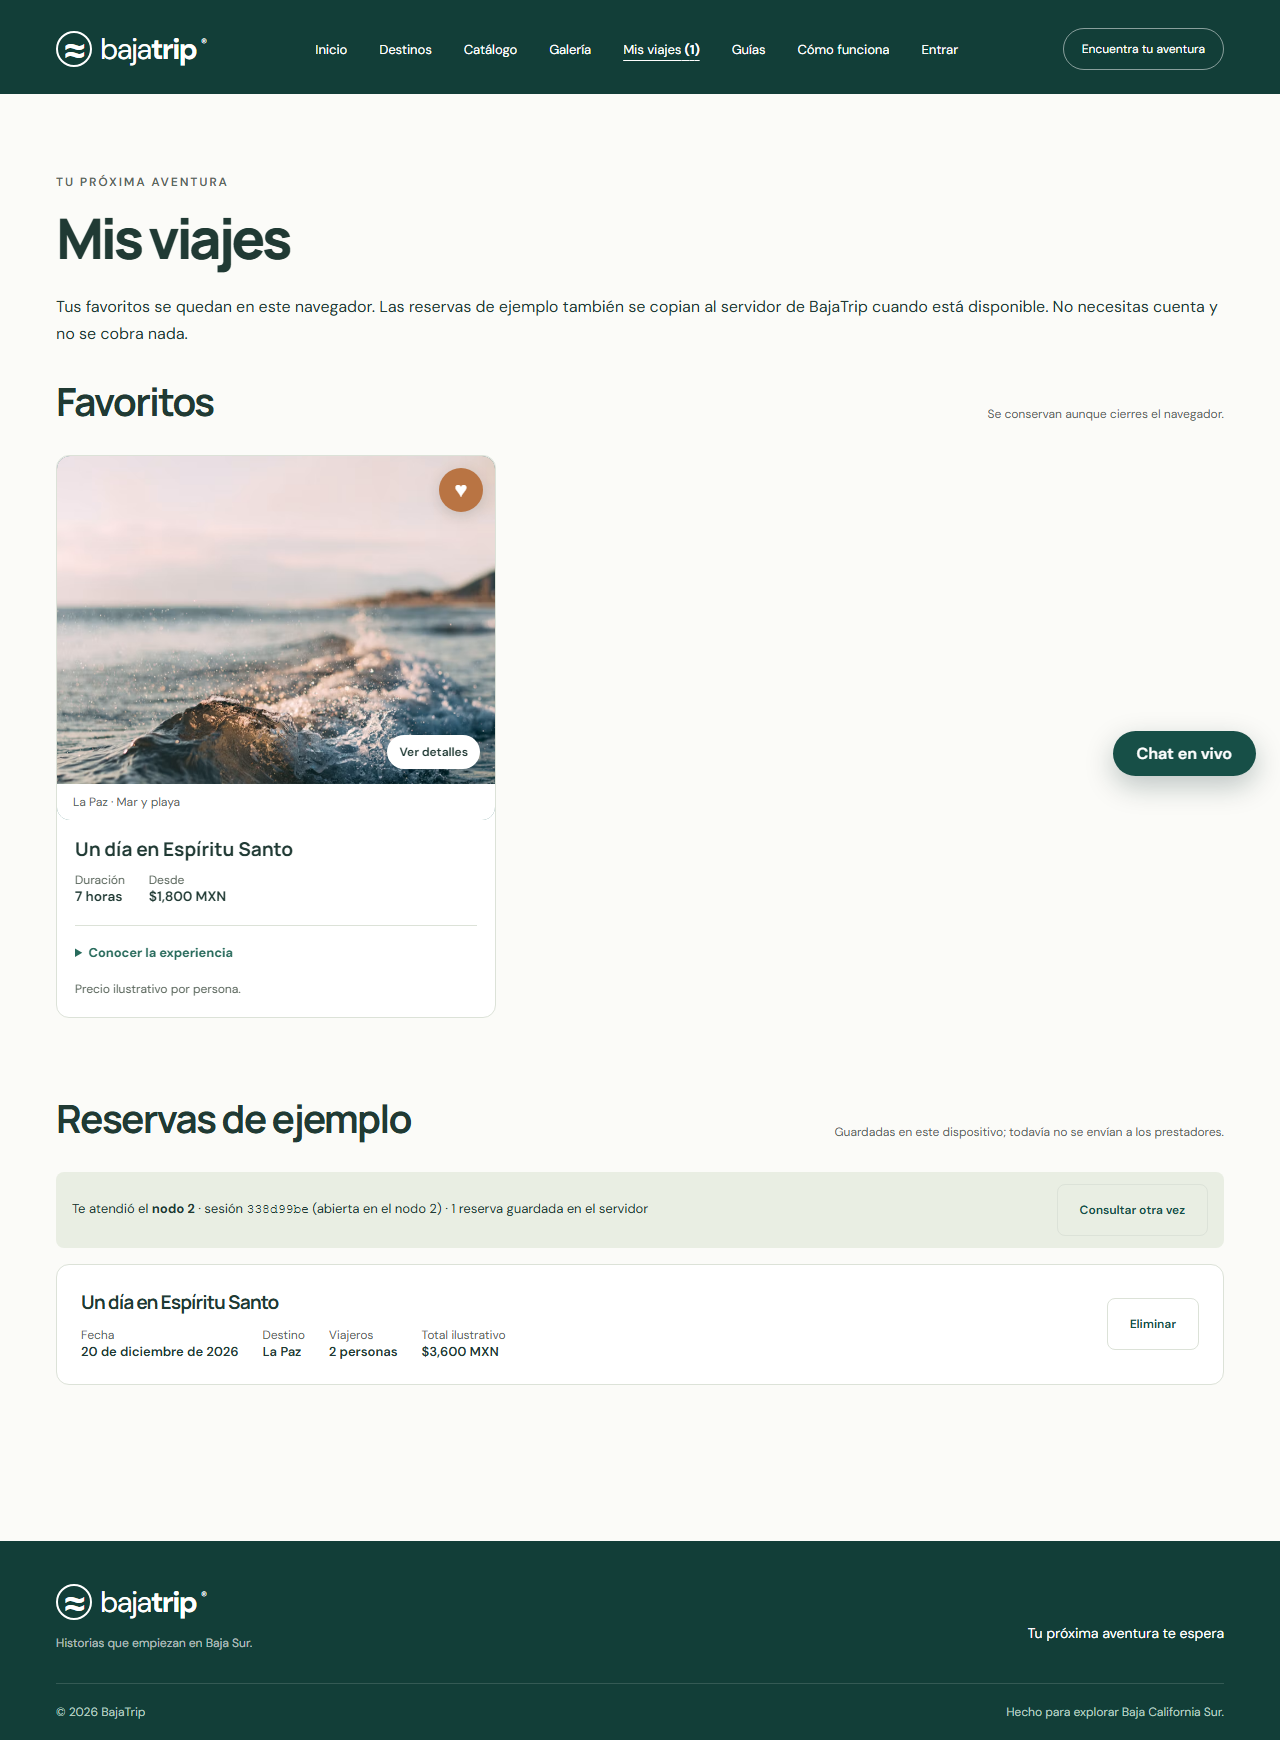 bajatrip®
Inicio
Destinos
Catálogo
Galería
Mis viajes (1)
Guías
Cómo funciona
Entrar
Encuentra tu aventura
TU PRÓXIMA AVENTURA
Mis viajes
Tus favoritos se quedan en este navegador. Las reservas de ejemplo también se copian al servidor de BajaTrip cuando está disponible. No necesitas cuenta y
no se cobra nada.
Favoritos
Se conservan aunque cierres el navegador.
Ver detalles
La Paz · Mar y playa
Un día en Espíritu Santo
Duración
7 horas
Desde
$1,800 MXN
Conocer la experiencia
Precio ilustrativo por persona.
Chat en vivo
Reservas de ejemplo
Guardadas en este dispositivo; todavía no se envían a los prestadores.
Te atendió el nodo 2 · sesión 338d99be (abierta en el nodo 2) · 1 reserva guardada en el servidor
Consultar otra vez
Un día en Espíritu Santo
Fecha
20 de diciembre de 2026
Destino
La Paz
Viajeros
2 personas
Total ilustrativo
$3,600 MXN
Eliminar
bajatrip®
Historias que empiezan en Baja Sur.
Tu próxima aventura te espera
© 2026 BajaTrip
Hecho para explorar Baja California Sur.